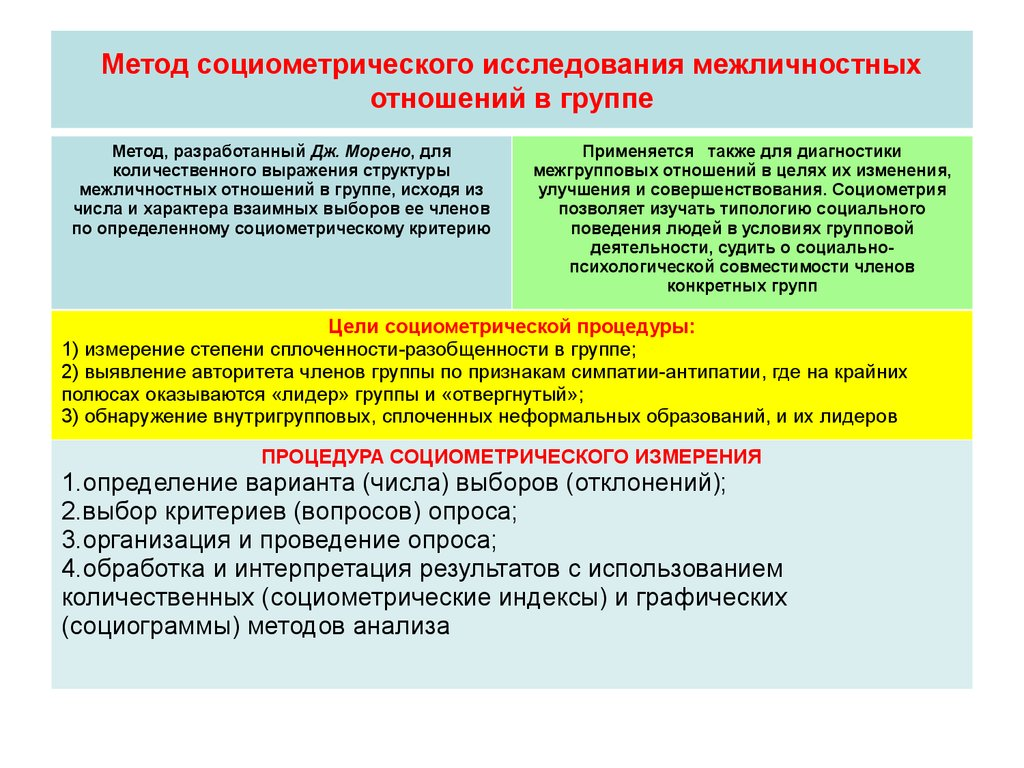 Метод социометрического исследования межличностных
отношений в группе
Метод, разработанный Дж. Морено, для
количественного выражения структуры
межличностных отношений в группе, исходя из
числа и характера взаимных выборов ее членов
по определенному социометрическому критерию
Применяется также для диагностики
межгрупповых отношений в целях их изменения,
улучшения и совершенствования. Социометрия
позволяет изучать типологию социального
поведения людей в условиях групповой
деятельности, судить о социально-
психологической совместимости членов
конкретных групп
Цели социометрической процедуры:
1) измерение степени сплоченности-разобщенности в группе;
2) выявление авторитета членов группы по признакам симпатии-антипатии, где на крайних
полюсах оказываются «лидер» группы и «отвергнутый»;
3) обнаружение внутригрупповых, сплоченных неформальных образований, и их лидеров
ПРОЦЕДУРА СОЦИОМЕТРИЧЕСКОГО ИЗМЕРЕНИЯ
1.определение варианта (числа) выборов (отклонений);
2.выбор критериев (вопросов) опроса;
3.организация и проведение опроса;
4.обработка и интерпретация результатов с использованием
количественных (социометрические индексы) и графических
(социограммы) методов анализа